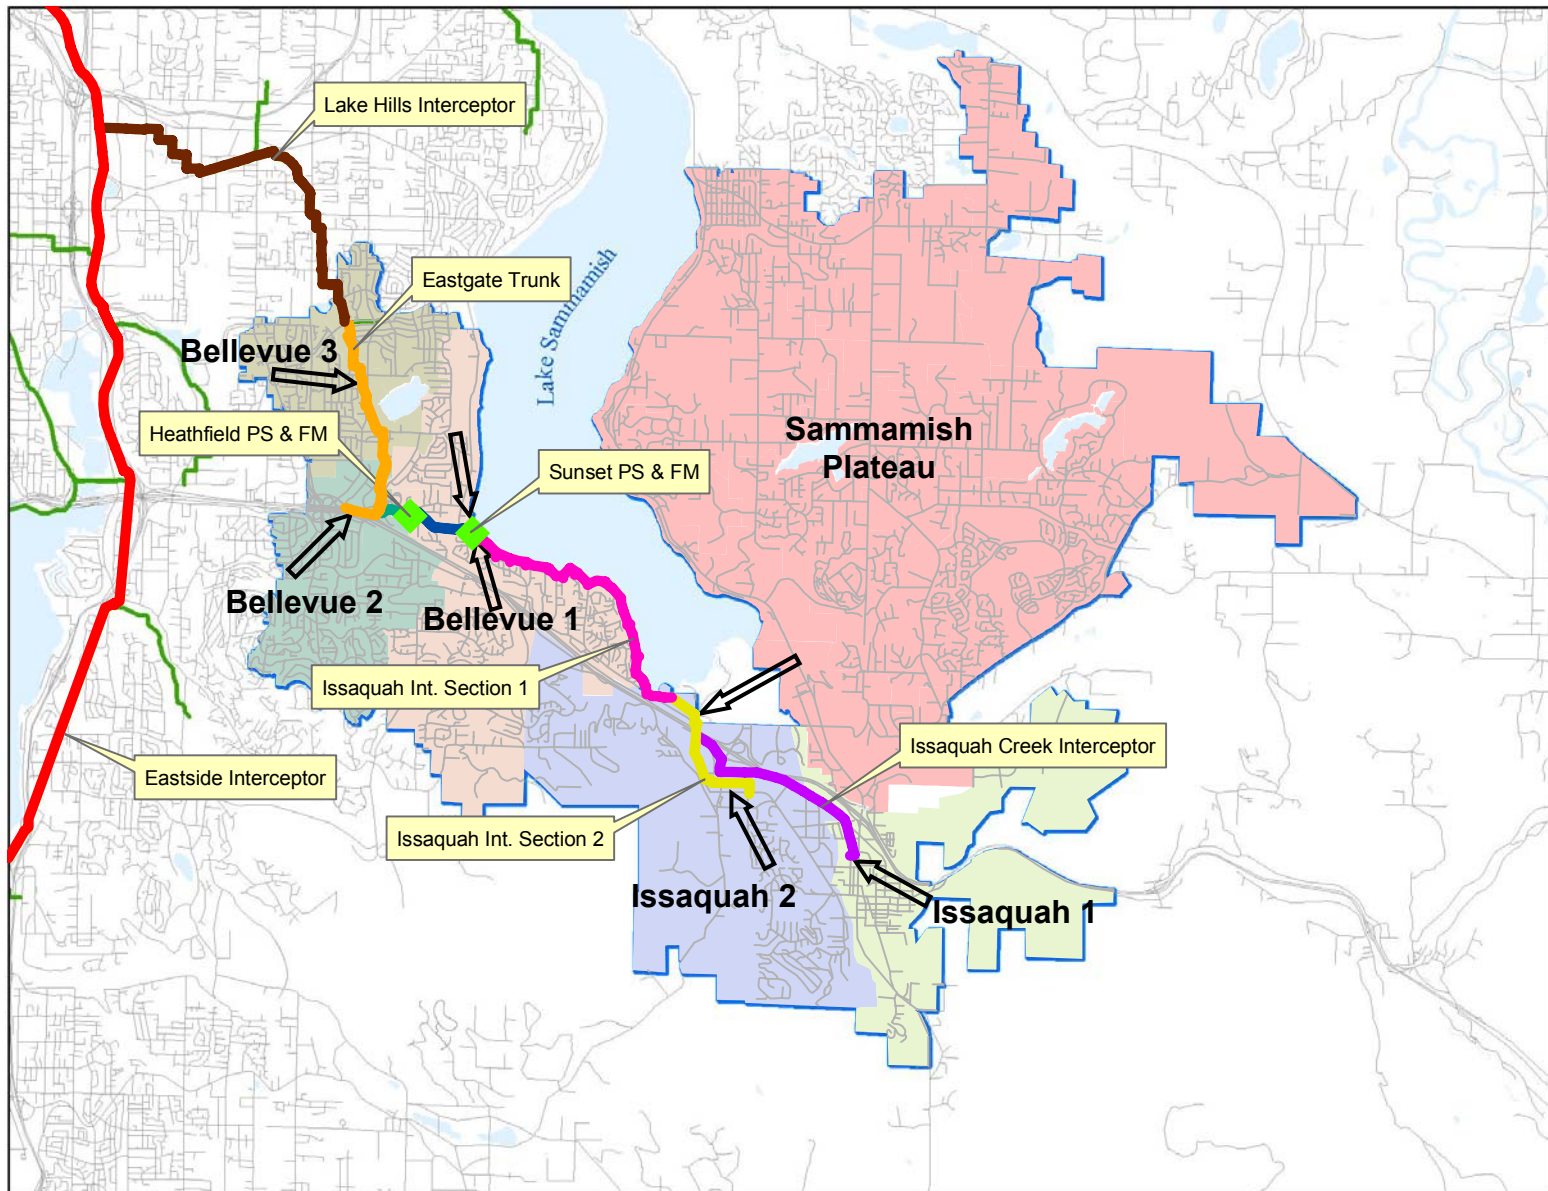 Lake Hills Interceptor
Eastgate Trunk
Lake Sammamish
Bellevue 3
Heathfield PS & FM
Sunset PS & FM
Sammamish
Plateau
Bellevue 2
Bellevue 1
Issaquah Int. Section 1
Issaquah Creek Interceptor
Eastside Interceptor
Issaquah Int. Section 2
Issaquah 2
Issaquah 1